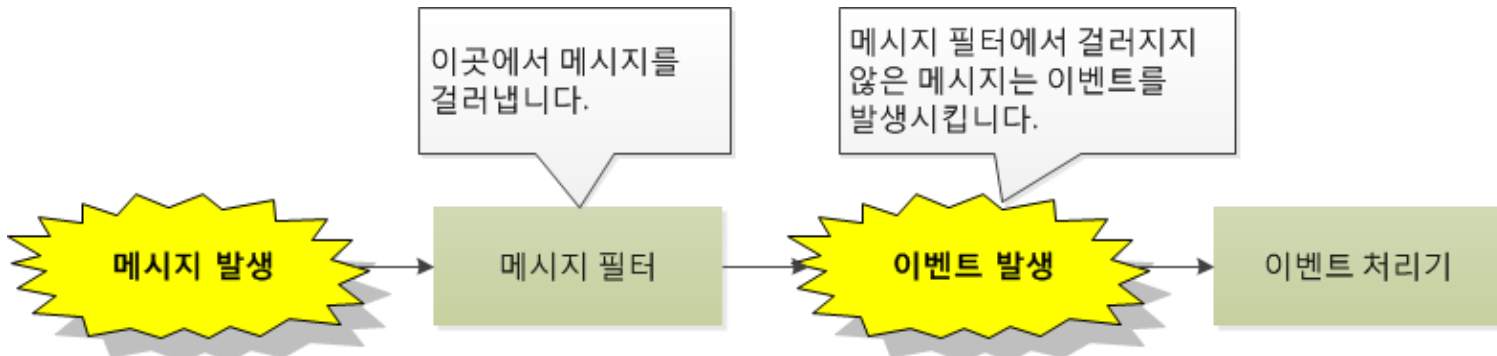 이곳에서 메시지를
걸러냅니다.
메시지 필터에서 걸러지지
않은 메시지는 이벤트를
발생시킵니다.
메시지 발생
메시지 필터
이벤트 발생
이벤트 처리기